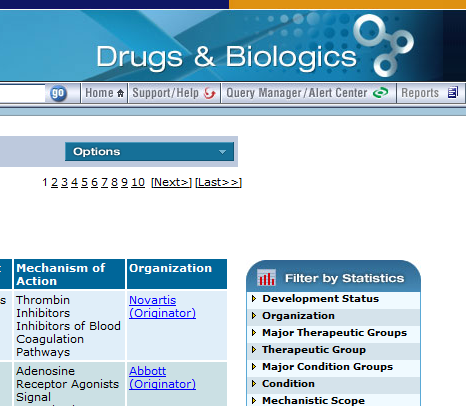 Drugs & Biologics
go Home Support/Help Query Manager/Alert Center Reports
Options
1 2 3 4 5 6 7 8 9 10 [Next>] [Last>>]
Mechanism of
Action
Organization
Thrombin
Inhibitors
Inhibitors of Blood
Coagulation
Pathways
Novartis
(Originator)
Adenosine
Receptor Agonists
Signal
Abbott
(Originator)
Filter by Statistics
Development Status
Organization
Major Therapeutic Groups
Therapeutic Group
Major Condition Groups
Condition
Mechanistic Scope